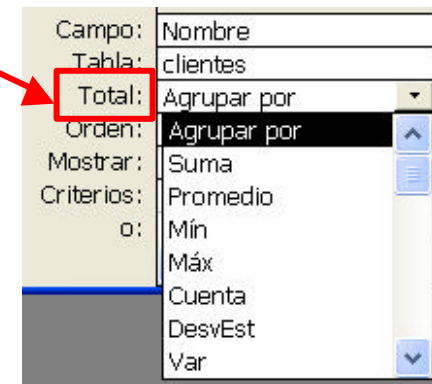 Campo: Nombre
Tabla: clientes
Total: Agrupar por
Orden: Agrupar por
Mostrar: Suma
Criterios: Promedio
o: Mín
Máx
Cuenta
DesvEst
Var